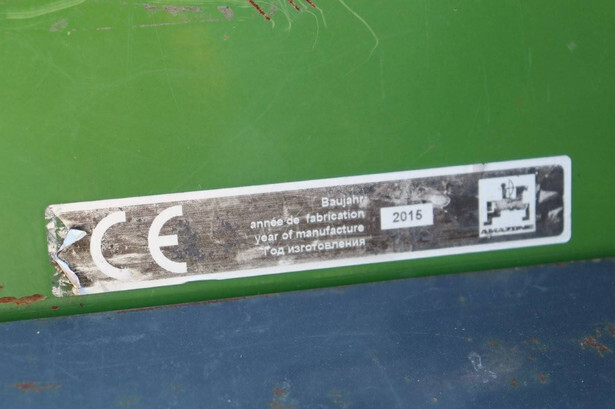 CE
Baujahr
année de fabrication
year of manufacture
Год изготовления
2015
AMAZONE